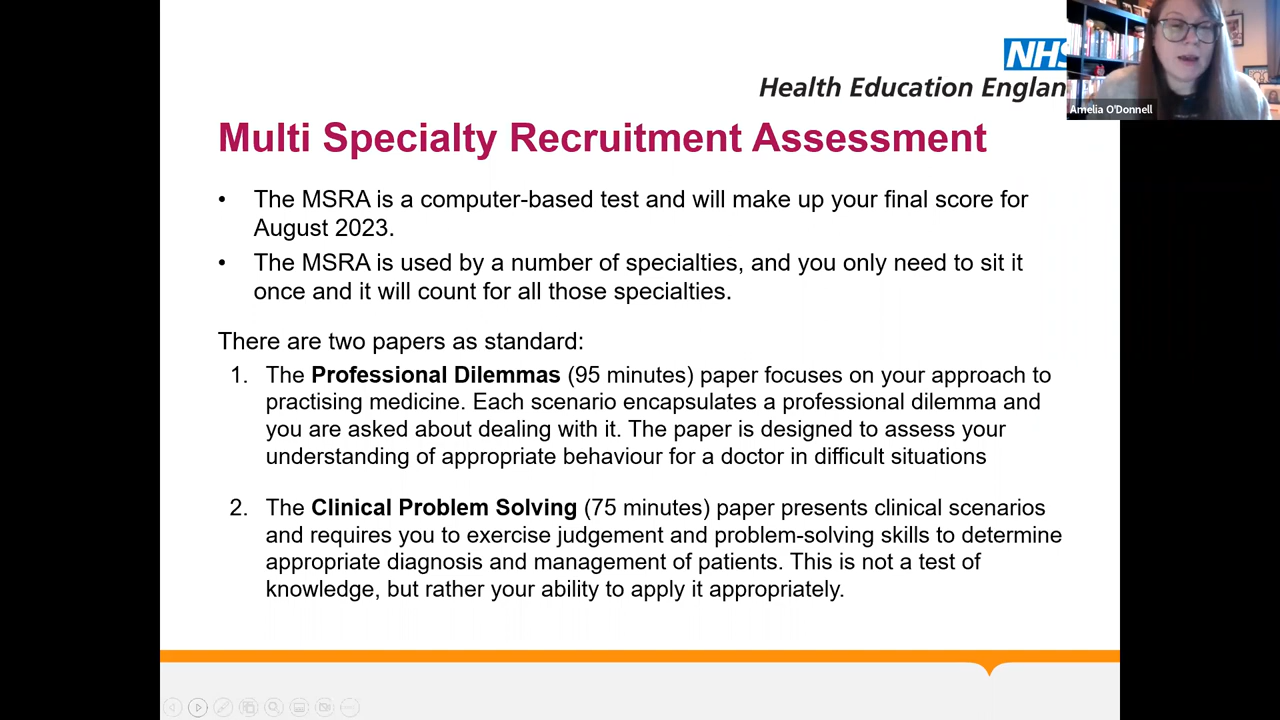 NHS
Health Education Englan
Amelia O'Donnell
Multi Specialty Recruitment Assessment
• The MSRA is a computer-based test and will make up your final score for
August 2023.
• The MSRA is used by a number of specialties, and you only need to sit it
once and it will count for all those specialties.
There are two papers as standard:
1. The Professional Dilemmas (95 minutes) paper focuses on your approach to
practising medicine. Each scenario encapsulates a professional dilemma and
you are asked about dealing with it. The paper is designed to assess your
understanding of appropriate behaviour for a doctor in difficult situations
2. The Clinical Problem Solving (75 minutes) paper presents clinical scenarios
and requires you to exercise judgement and problem-solving skills to determine
appropriate diagnosis and management of patients. This is not a test of
knowledge, but rather your ability to apply it appropriately.